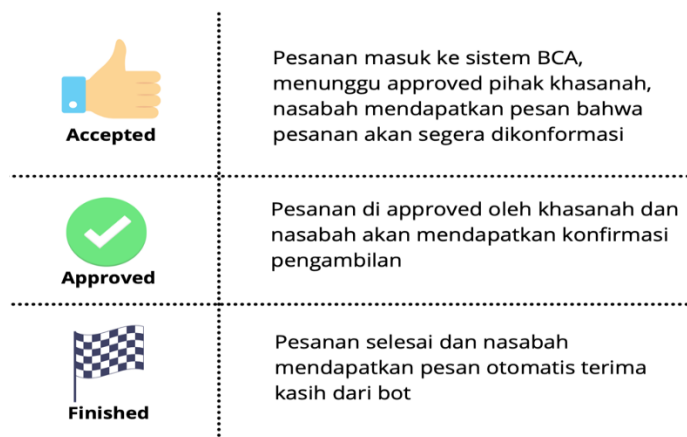 Accepted
Pesanan masuk ke sistem BCA,
menunggu approved pihak khasanah,
nasabah mendapatkan pesan bahwa
pesanan akan segera dikonformasi
Approved
Pesanan di approved oleh khasanah dan
nasabah akan mendapatkan konfirmasi
pengambilan
Finished
Pesanan selesai dan nasabah
mendapatkan pesan otomatis terima
kasih dari bot